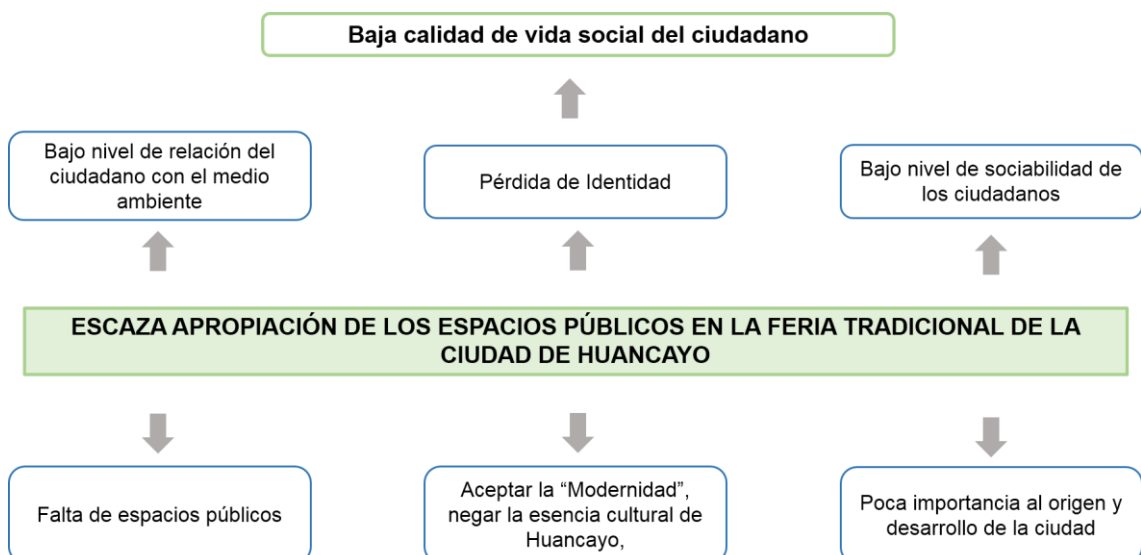 Baja calidad de vida social del ciudadano
Bajo nivel de relación del
ciudadano con el medio
ambiente
Pérdida de Identidad
Bajo nivel de sociabilidad de
los ciudadanos
ESCAZA APROPIACIÓN DE LOS ESPACIOS PÚBLICOS EN LA FERIA TRADICIONAL DE LA
CIUDAD DE HUANCAYO
Falta de espacios públicos
Aceptar la “Modernidad”,
negar la esencia cultural de
Huancayo,
Poca importancia al origen y
desarrollo de la ciudad